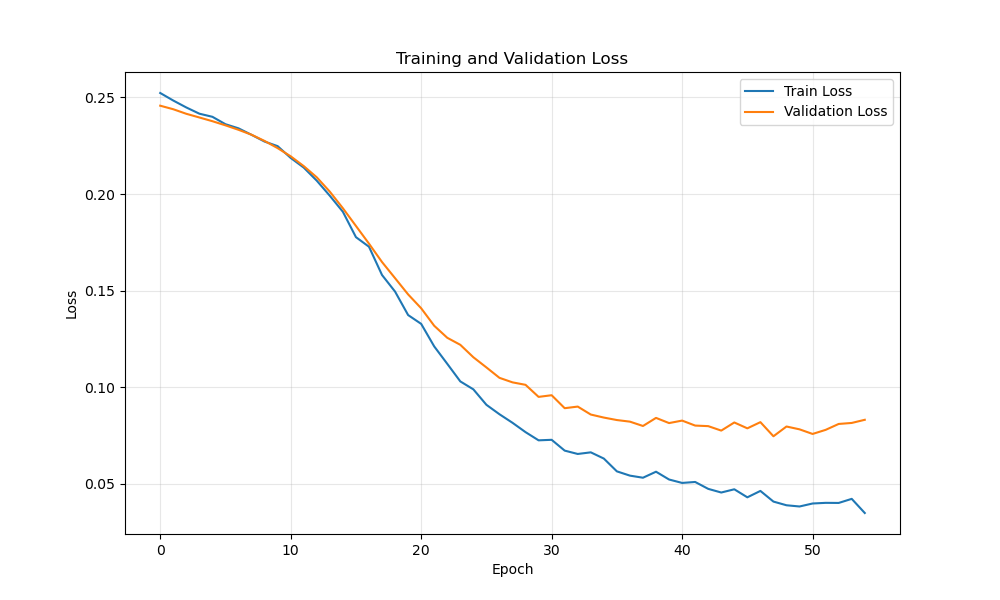 Training and Validation Loss
Train Loss
Validation Loss
0.25
0.20
0.15
0.10
0.05
Loss
0 10 20 30 40 50
Epoch